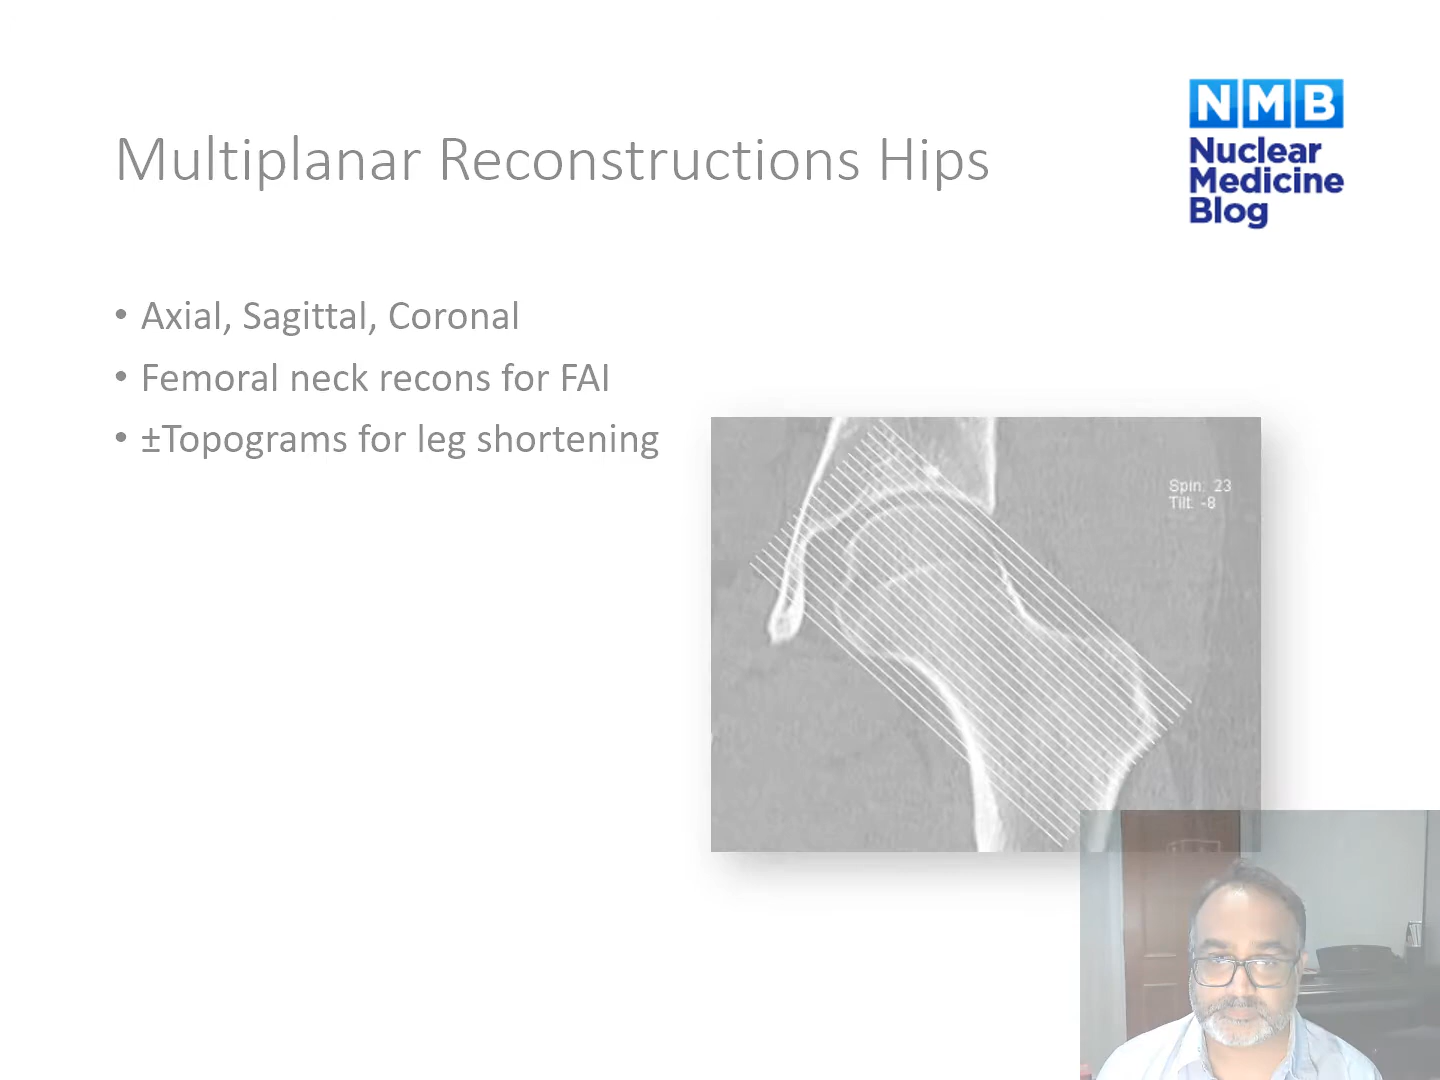 Multiplanar Reconstructions Hips
NMB
Nuclear
Medicine
Blog
• Axial, Sagittal, Coronal
• Femoral neck recons for FAI
• ±Topograms for leg shortening
Spin: 23
Tilt: -8